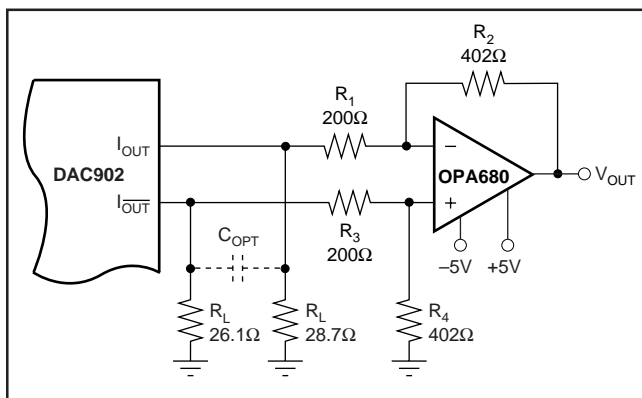 R2
402Ω
R1
200Ω
IOUT
−
DAC902
OPA680
VOUT
IOUT
+
R3
200Ω
COPT
−5V
+5V
RL
26.1Ω
RL
28.7Ω
R4
402Ω